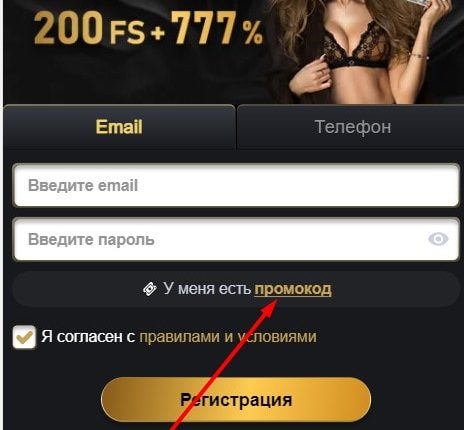 200 FS + 777 %
Email
Телефон
Введите email
Введите пароль
У меня есть промокод
Я согласен с правилами и условиями
Регистрация